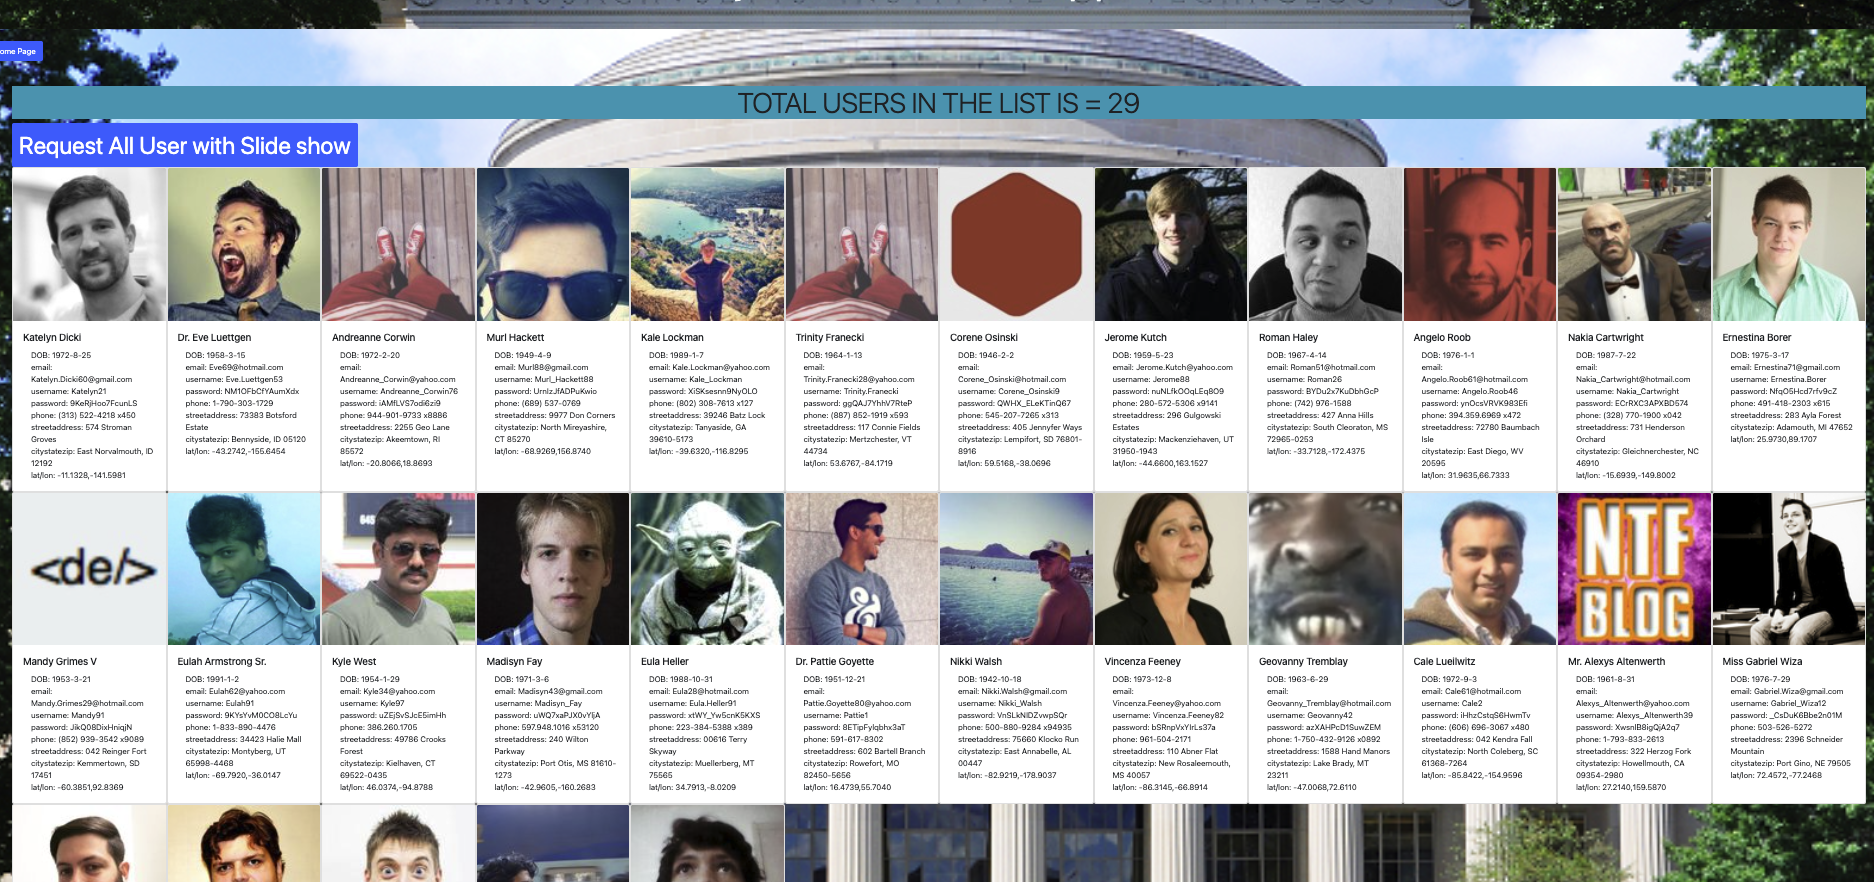 ome Page
TOTAL USERS IN THE LIST IS = 29
Request All User with Slide show
Katelyn Dicki
DOB: 1972-8-25
email:
Katelyn.Dicki60@gmail.com
username: Katelyn21
password: 9KeRjHoo7FcunLS
phone: (313) 522-4218 x450
streetaddress: 574 Stroman
Groves
citystatezip: East Norvalmouth, ID
12192
lat/lon: -11.1328,-141.5981
Dr. Eve Luettgen
DOB: 1958-3-15
email: Eve69@hotmail.com
username: Eve.Luettgen53
password: NM1OFbCfYAumXdx
phone: 1-790-303-1729
streetaddress: 73383 Botsford
Estate
citystatezip: Bennyside, ID 05120
lat/lon: -43.2742,-155.6454
Andreanne Corwin
DOB: 1972-2-20
email:
Andreanne_Corwin@yahoo.com
username: Andreanne_Corwin76
password: iAMfLVS7odi6zi9
phone: 944-901-9733 x8886
streetaddress: 2255 Geo Lane
citystatezip: Akeemtown, RI
85572
lat/lon: -20.8066,18.8693
Murl Hackett
DOB: 1949-4-9
email: Murl88@gmail.com
username: Murl_Hackett88
password: UrnIzJfADPuKwio
phone: (689) 537-0769
streetaddress: 9977 Don Corners
citystatezip: North Mireyashire,
CT 85270
lat/lon: -68.9269,156.8740
Kale Lockman
DOB: 1989-1-7
email: Kale.Lockman@yahoo.com
username: Kale_Lockman
password: XiSKsesnn9NyOLO
phone: (802) 308-7613 x127
streetaddress: 39246 Batz Lock
citystatezip: Tanyaside, GA
39610-5173
lat/lon: -39.6320,-116.8295
Trinity Franecki
DOB: 1964-1-13
email:
Trinity.Franecki28@yahoo.com
username: Trinity.Franecki
password: ggQAJ7YhhV7RteP
phone: (887) 852-1919 x593
streetaddress: 117 Connie Fields
citystatezip: Mertzchester, VT
44734
lat/lon: 53.6767,-84.1719
Corene Osinski
DOB: 1946-2-2
email:
Corene_Osinski@hotmail.com
username: Corene_Osinski9
password: QWHX_ELeKTinQ67
phone: 545-207-7265 x313
streetaddress: 405 Jennyfer Ways
citystatezip: Lempifort, SD 76801-
8916
lat/lon: 59.5168,-38.0696
Jerome Kutch
DOB: 1959-5-23
email: Jerome.Kutch@yahoo.com
username: Jerome88
password: nuNLfkOQqLEq8O9
phone: 280-572-5306 x9141
streetaddress: 296 Gulgowski
Estates
citystatezip: Mackenziehaven, UT
31950-1943
lat/lon: -44.6600,163.1527
Roman Haley
DOB: 1967-4-14
email: Roman51@hotmail.com
username: Roman26
password: BYDu2x7KuDbhGcP
phone: (742) 976-1588
streetaddress: 427 Anna Hills
citystatezip: South Cleoraton, MS
72965-0253
lat/lon: -33.7128,-172.4375
Angelo Roob
DOB: 1976-1-1
email:
Angelo.Roob61@hotmail.com
username: Angelo.Roob46
password: ynOcsVRVK983Efi
phone: 394.359.6969 x472
streetaddress: 72780 Baumbach
Isle
citystatezip: East Diego, WV
20595
lat/lon: 31.9635,66.7333
Nakia Cartwright
DOB: 1987-7-22
email:
Nakia_Cartwright@hotmail.com
username: Nakia_Cartwright
password: ECrRXC3APXBD574
phone: (328) 770-1900 x042
streetaddress: 731 Henderson
Orchard
citystatezip: Gleichnerchester, NC
46910
lat/lon: -15.6939,-149.8002
Ernestina Borer
DOB: 1975-3-17
email: Ernestina71@gmail.com
username: Ernestina.Borer
password: NfqO5Hcd7rfv9cZ
phone: 491-418-2303 x615
streetaddress: 283 Ayla Forest
citystatezip: Adamouth, MI 47652
lat/lon: 25.9730,89.1707
<de/>
NTF
BLOG
Mandy Grimes V
DOB: 1953-3-21
email:
Mandy.Grimes29@hotmail.com
username: Mandy91
password: JikQ08DixHniqjN
phone: (852) 939-3542 x9089
streetaddress: 042 Reinger Fort
citystatezip: Kemmertown, SD
17451
lat/lon: -60.3851,92.8369
Eulah Armstrong Sr.
DOB: 1991-1-2
email: Eulah62@yahoo.com
username: Eulah91
password: 9KYsYvM0CO8LcYu
phone: 1-833-890-4476
streetaddress: 34423 Halie Mall
citystatezip: Montyberg, UT
65998-4468
lat/lon: -69.7920,-36.0147
Kyle West
DOB: 1954-1-29
email: Kyle34@yahoo.com
username: Kyle97
password: uZEjSvSJcE5imHh
phone: 386.260.1705
streetaddress: 49786 Crooks
Forest
citystatezip: Kielhaven, CT
69522-0435
lat/lon: 46.0374,-94.8788
Madisyn Fay
DOB: 1971-3-6
email: Madisyn43@gmail.com
username: Madisyn_Fay
password: uWQ7xaPJX0vYljA
phone: 597.948.1016 x53120
streetaddress: 240 Wilton
Parkway
citystatezip: Port Otis, MS 81610-
1273
lat/lon: -42.9605,-160.2683
Eula Heller
DOB: 1988-10-31
email: Eula28@hotmail.com
username: Eula.Heller91
password: xtWY_Yw5cnK5KXS
phone: 223-384-5388 x389
streetaddress: 00616 Terry
Skyway
citystatezip: Muellerberg, MT
75565
lat/lon: 34.7913,-8.0209
Dr. Pattie Goyette
DOB: 1951-12-21
email:
Pattie.Goyette80@yahoo.com
username: Pattie1
password: 8ETipFylqbhx3aT
phone: 591-617-8302
streetaddress: 602 Bartell Branch
citystatezip: Rowefort, MO
82450-5656
lat/lon: 16.4739,55.7040
Nikki Walsh
DOB: 1942-10-18
email: Nikki.Walsh@gmail.com
username: Nikki_Walsh
password: VnSLkNIDZvwpSQr
phone: 500-880-9284 x94935
streetaddress: 75660 Klocko Run
citystatezip: East Annabelle, AL
00447
lat/lon: -82.9219,-178.9037
Vincenza Feeney
DOB: 1973-12-8
email:
Vincenza.Feeney@yahoo.com
username: Vincenza.Feeney82
password: bSRnpVxYIrLs37a
phone: 961-504-2171
streetaddress: 110 Abner Flat
citystatezip: New Rosaleemouth,
MS 40057
lat/lon: -86.3145,-66.8914
Geovanny Tremblay
DOB: 1963-6-29
email:
Geovanny_Tremblay@hotmail.com
username: Geovanny42
password: azXAHPcD1SuwZEM
phone: 1-750-432-9126 x0892
streetaddress: 1588 Hand Manors
citystatezip: Lake Brady, MT
23211
lat/lon: -47.0068,72.6110
Cale Lueilwitz
DOB: 1972-9-3
email: Cale61@hotmail.com
username: Cale2
password: iHhzCstqS6HwmTv
phone: (606) 696-3067 x480
streetaddress: 042 Kendra Fall
citystatezip: North Coleberg, SC
61368-7264
lat/lon: -85.8422,-154.9596
Mr. Alexys Altenwerth
DOB: 1961-8-31
email:
Alexys_Altenwerth@yahoo.com
username: Alexys_Altenwerth39
password: XwsnIB8igQjA2q7
phone: 1-793-833-2613
streetaddress: 322 Herzog Fork
citystatezip: Howellmouth, CA
09354-2980
lat/lon: 27.2140,159.5870
Miss Gabriel Wiza
DOB: 1976-7-29
email: Gabriel.Wiza@gmail.com
username: Gabriel_Wiza12
password: _CsDuK6Bbe2n01M
phone: 503-526-5272
streetaddress: 2396 Schneider
Mountain
citystatezip: Port Gino, NE 79505
lat/lon: 72.4572,-77.2468